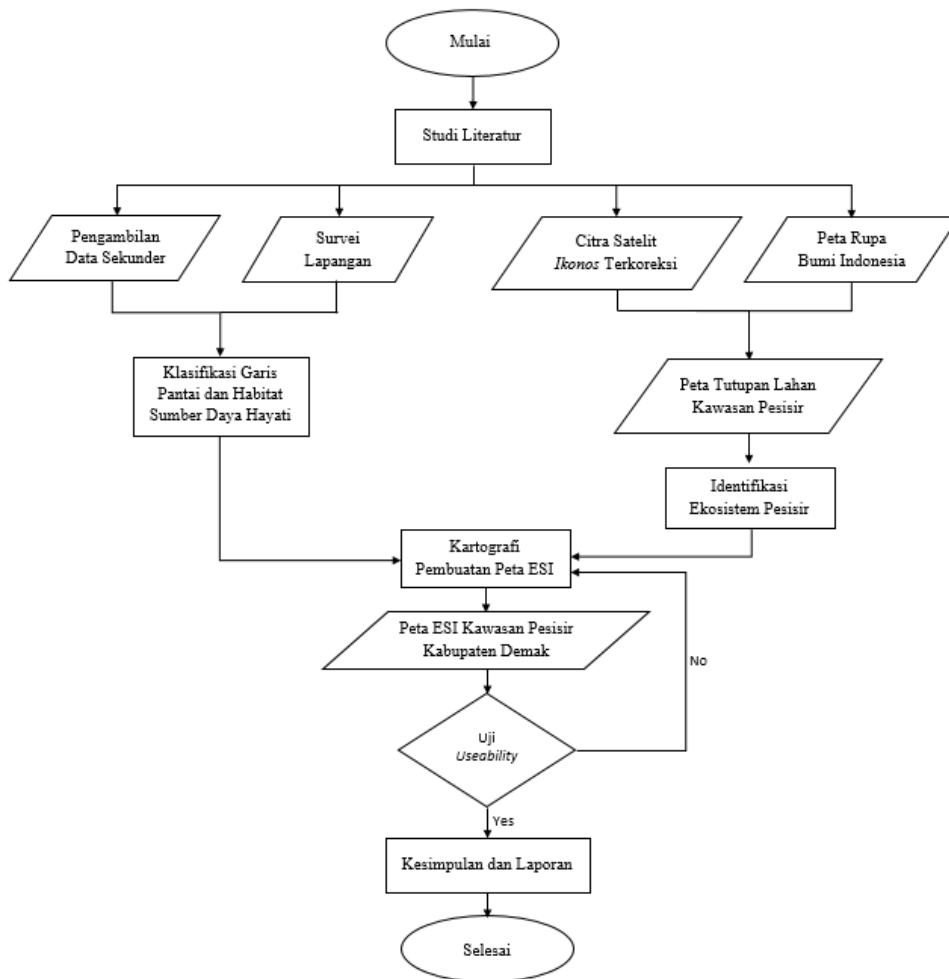 Mulai
Studi Literatur
Pengambilan
Data Sekunder
Survei
Lapangan
Citra Satelit
Ikonos Terkoreksi
Peta Rupa
Bumi Indonesia
Klasifikasi Garis
Pantai dan Habitat
Sumber Daya Hayati
Peta Tutupan Lahan
Kawasan Pesisir
Identifikasi
Ekosistem Pesisir
Kartografi
Pembuatan Peta ESI
Peta ESI Kawasan Pesisir
Kabupaten Demak
No
Uji
Useability
Yes
Kesimpulan dan Laporan
Selesai